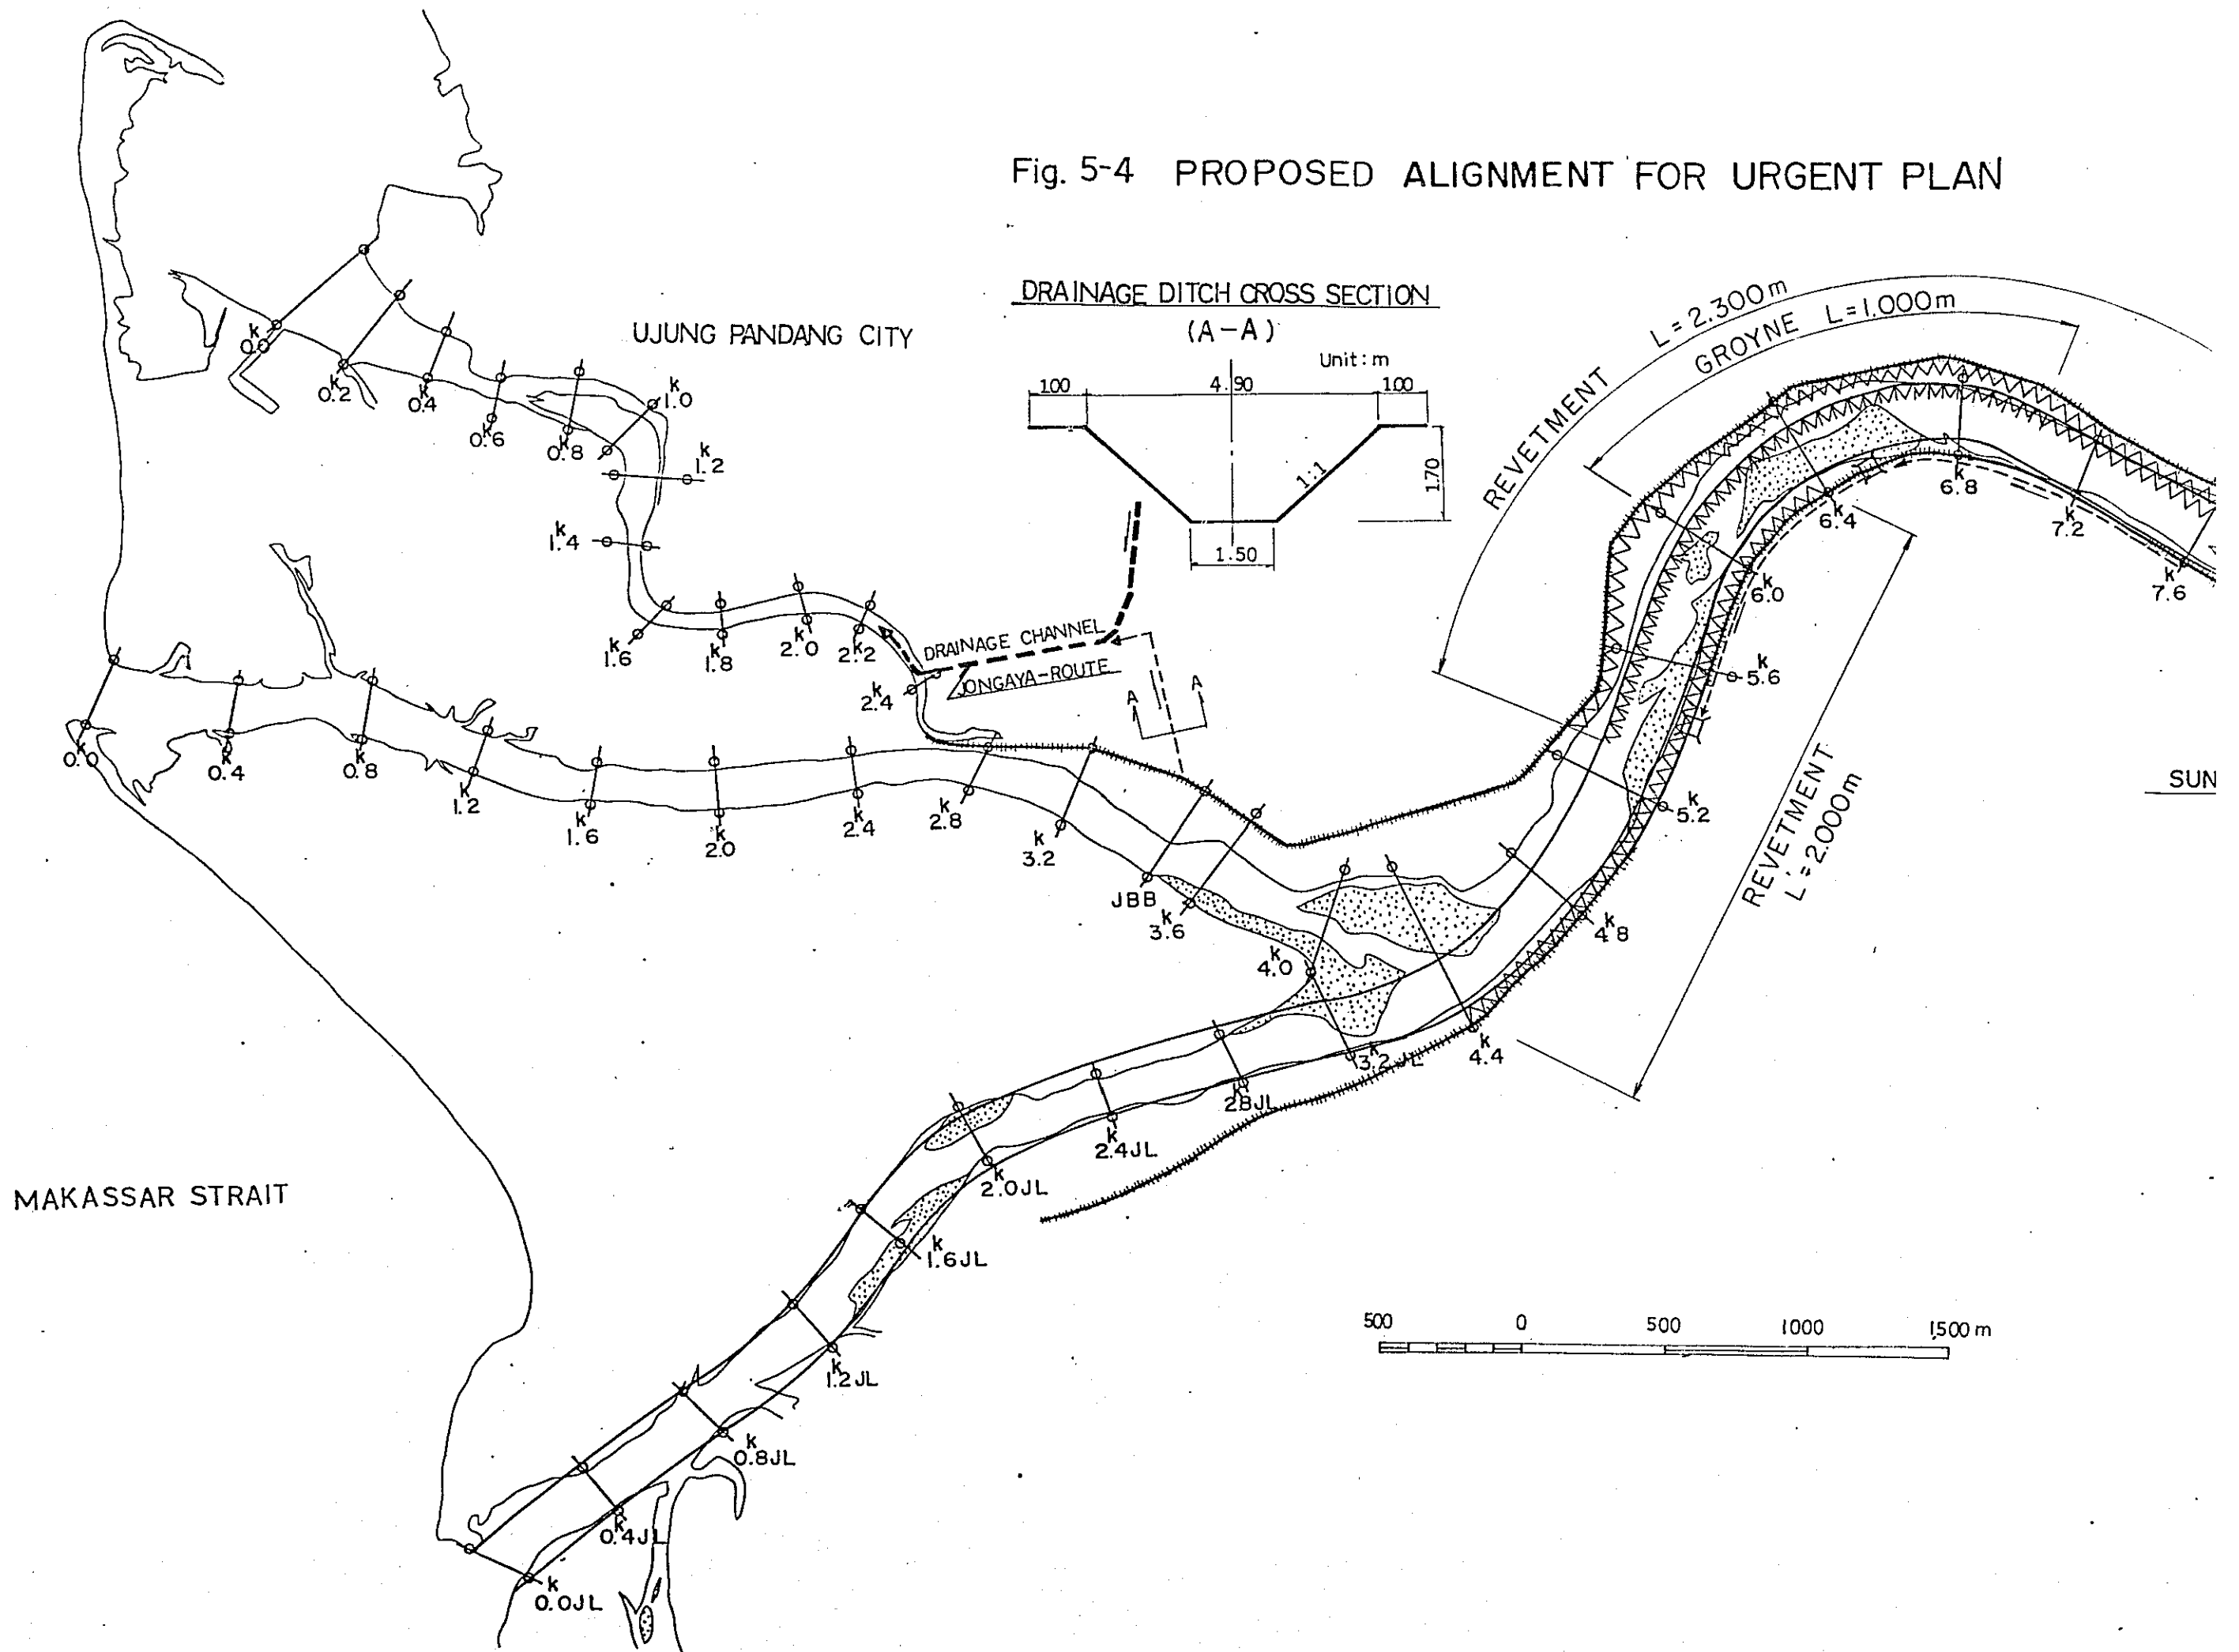 Fig. 5-4 PROPOSED ALIGNMENT FOR URGENT PLAN
DRAINAGE DITCH CROSS SECTION
(A-A)
Unit: m
100 4.90 100
1:1
1.70
1.50
UJUNG PANDANG CITY
k
0.0
k
0.2
k
0.4
k
0.6
k
0.8
k
1.0
k
1.2
k
1.4
k
1.6
k
1.8
k
2.0
k
2.2
k
2.4
DRAINAGE CHANNEL
JONGAYA-ROUTE
A
A
REVETMENT L=2.300m
GROYNE L=1.000m
k
0.0
k
0.4
k
0.8
k
1.2
k
1.6
k
2.0
k
2.4
k
2.8
k
3.2
JBB
k
3.6
k
4.0
k
4.4
k
4.8
k
5.2
k
5.6
k
6.0
k
6.4
k
6.8
k
7.2
k
7.6
SUN
REVETMENT
L=2.000m
k
3.2 JL
k
2.8JL
k
2.4JL
k
2.0JL
k
1.6JL
k
1.2JL
k
0.8JL
k
0.4JL
k
0.0JL
MAKASSAR STRAIT
500 0 500 1000 1500 m